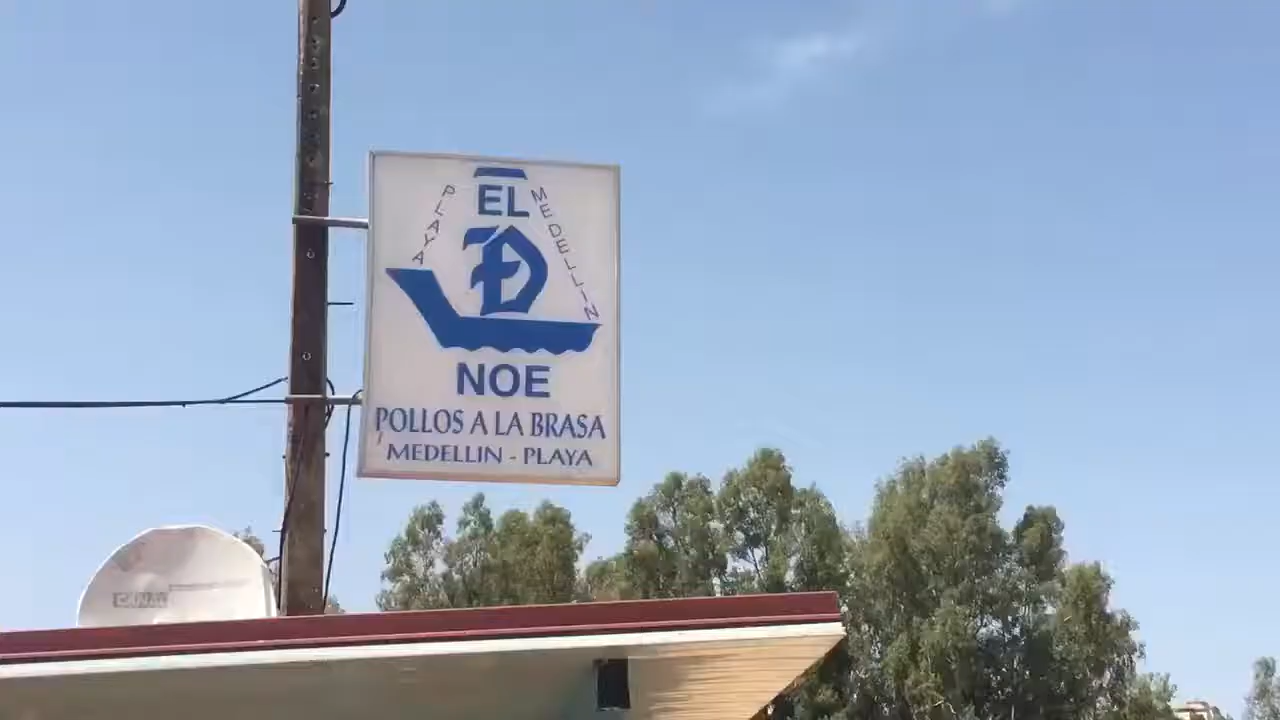 EL
PLAYA
MEDELLIN
D
NOE
POLLOS A LA BRASA
MEDELLIN - PLAYA